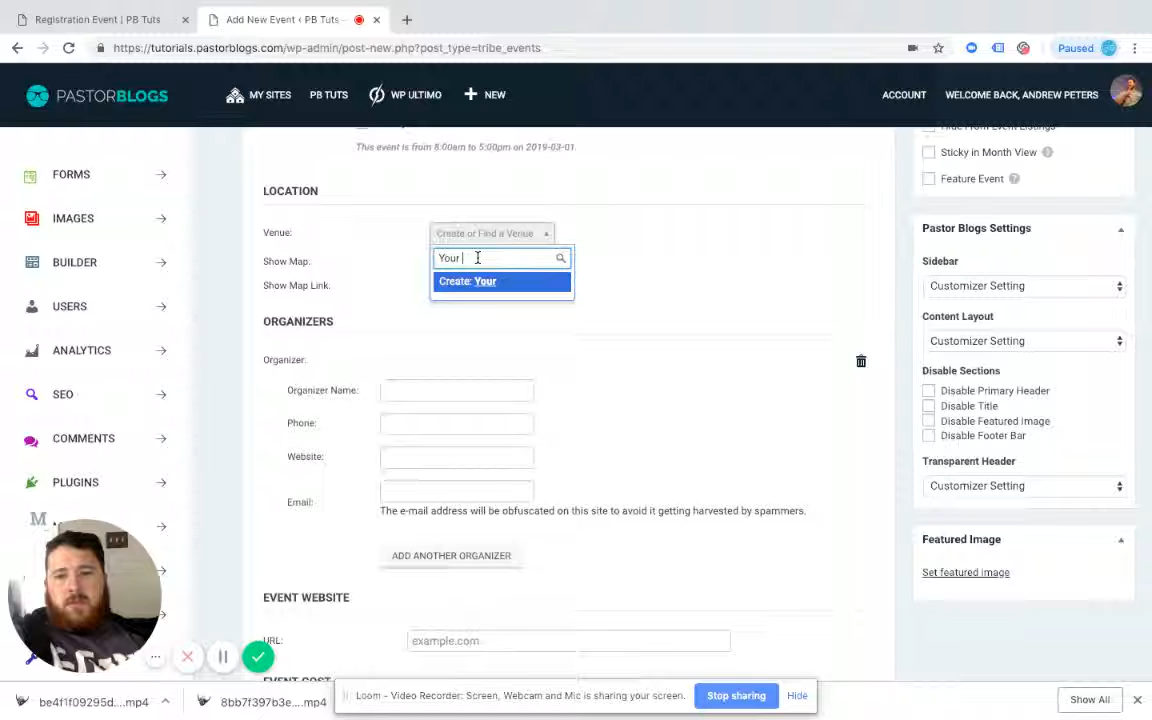 Registration Event | PB Tuts
Add New Event ‹ PB Tuts –
https://tutorials.pastorblogs.com/wp-admin/post-new.php?post_type=tribe_events
Paused
PASTORBLOGS
MY SITES
PB TUTS
WP ULTIMO
NEW
ACCOUNT
WELCOME BACK, ANDREW PETERS
FORMS
IMAGES
BUILDER
USERS
ANALYTICS
SEO
COMMENTS
PLUGINS
M
This event is from 8:00am to 5:00pm on 2019-03-01.
LOCATION
Venue:
Create or Find a Venue
Your
Create: Your
Show Map:
Show Map Link:
ORGANIZERS
Organizer:
Organizer Name:
Phone:
Website:
Email:
The e-mail address will be obfuscated on this site to avoid it getting harvested by spammers.
ADD ANOTHER ORGANIZER
EVENT WEBSITE
URL:
example.com
EVENT COST
Hide From Event Listings
Sticky in Month View
Feature Event
Pastor Blogs Settings
Sidebar
Customizer Setting
Content Layout
Customizer Setting
Disable Sections
Disable Primary Header
Disable Title
Disable Featured Image
Disable Footer Bar
Transparent Header
Customizer Setting
Featured Image
Set featured image
be4f1f09295d....mp4
8bb7f397b3e....mp4
Loom – Video Recorder: Screen, Webcam and Mic is sharing your screen.
Stop sharing
Hide
Show All